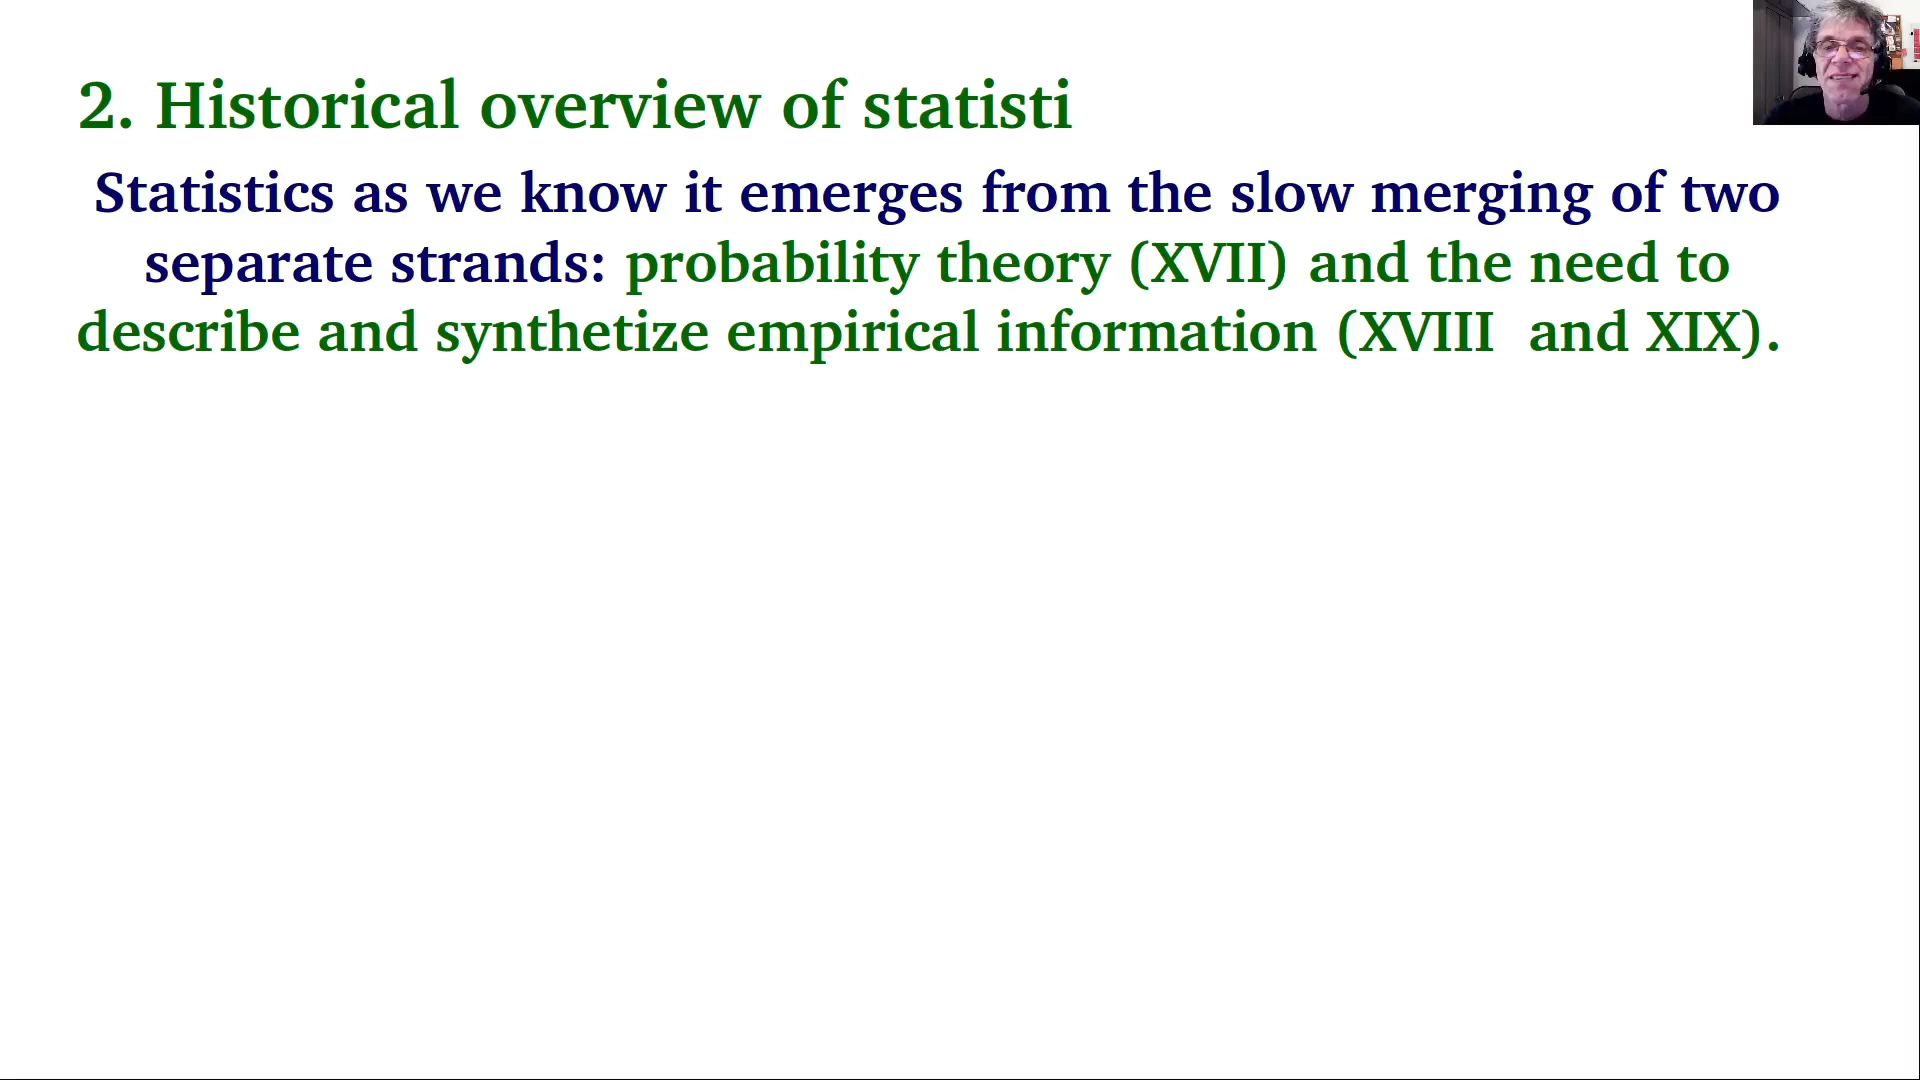 2. Historical overview of statisti
Statistics as we know it emerges from the slow merging of two
separate strands: probability theory (XVII) and the need to
describe and synthetize empirical information (XVIII and XIX).